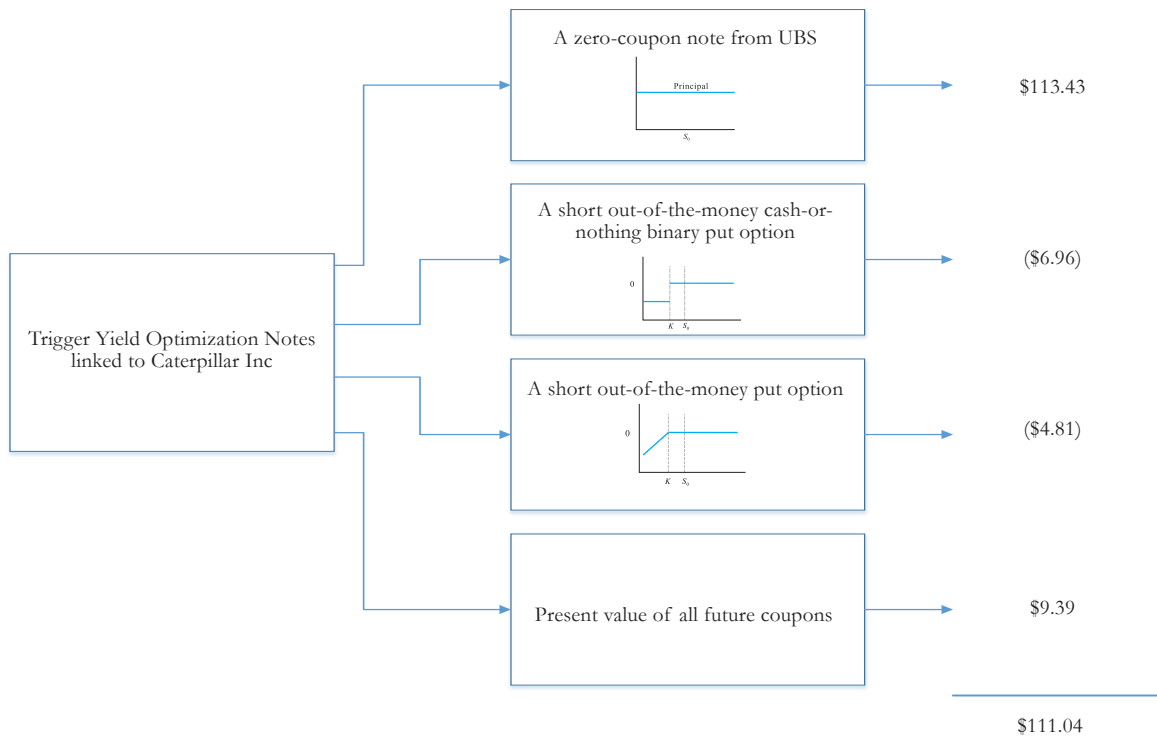 A zero-coupon note from UBS
Principal
S₀
$113.43
A short out-of-the-money cash-or-
nothing binary put option
0
K S₀
($6.96)
Trigger Yield Optimization Notes
linked to Caterpillar Inc
A short out-of-the-money put option
0
K S₀
($4.81)
Present value of all future coupons
$9.39
$111.04